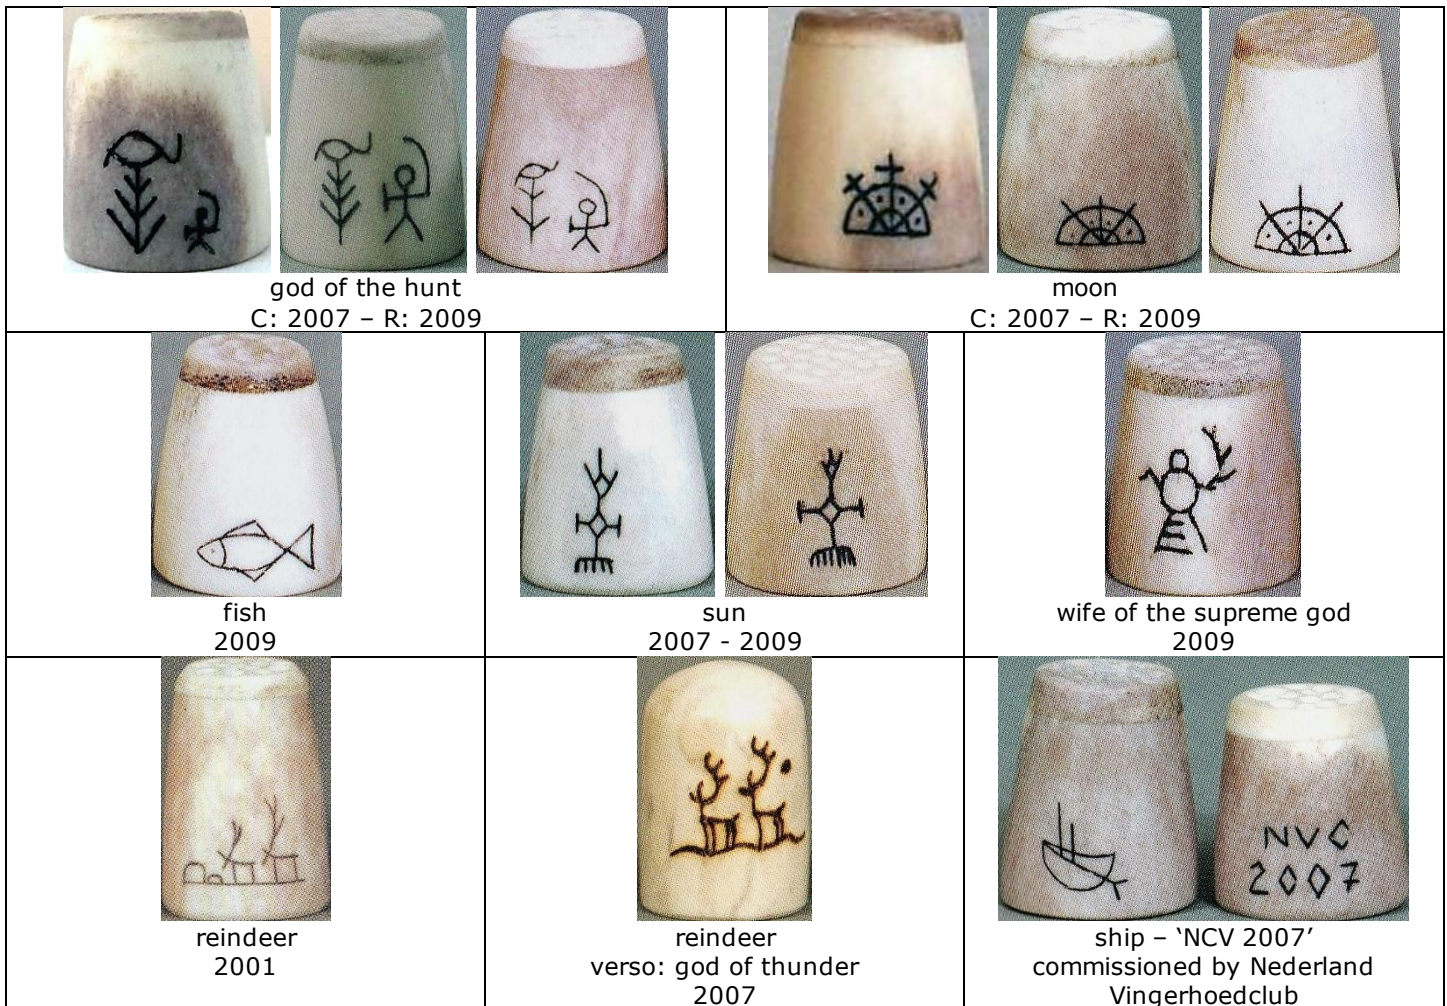 god of the hunt
C: 2007 – R: 2009
moon
C: 2007 – R: 2009
fish
2009
sun
2007 - 2009
wife of the supreme god
2009
reindeer
2001
reindeer
verso: god of thunder
2007
NVC
2007
ship – ‘NCV 2007’
commissioned by Nederland
Vingerhoedclub